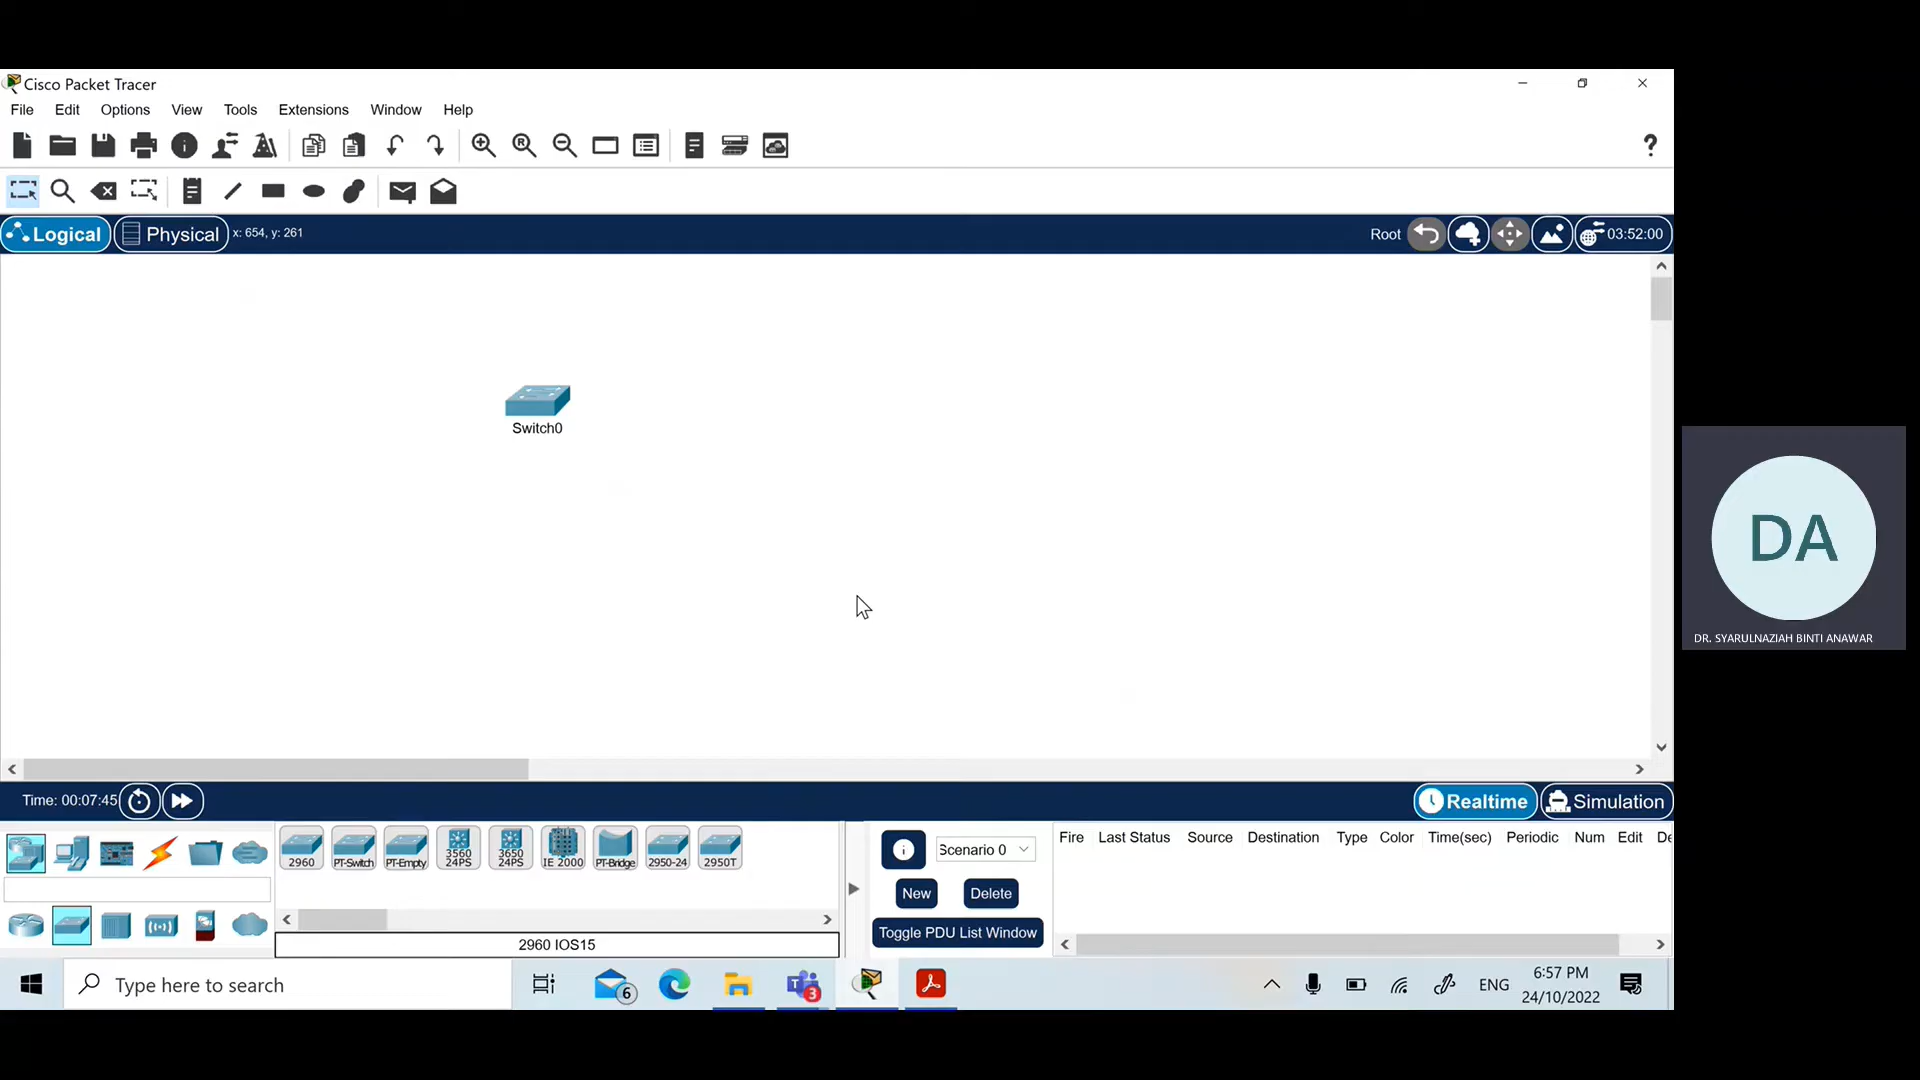 Cisco Packet Tracer
File Edit Options View Tools Extensions Window Help
Logical Physical x: 654, y: 261 Root 03:52:00
Switch0
DA
DR. SYARULNAZIAH BINTI ANAWAR
Time: 00:07:45 Realtime Simulation
2960 PT-Switch PT-Empty 3560 24PS 3650 24PS IE 2000 PT-Bridge 2950-24 2950T
2960 IOS15
Scenario 0
New Delete
Toggle PDU List Window
Fire Last Status Source Destination Type Color Time(sec) Periodic Num Edit De
Type here to search
6
3
ENG
6:57 PM
24/10/2022